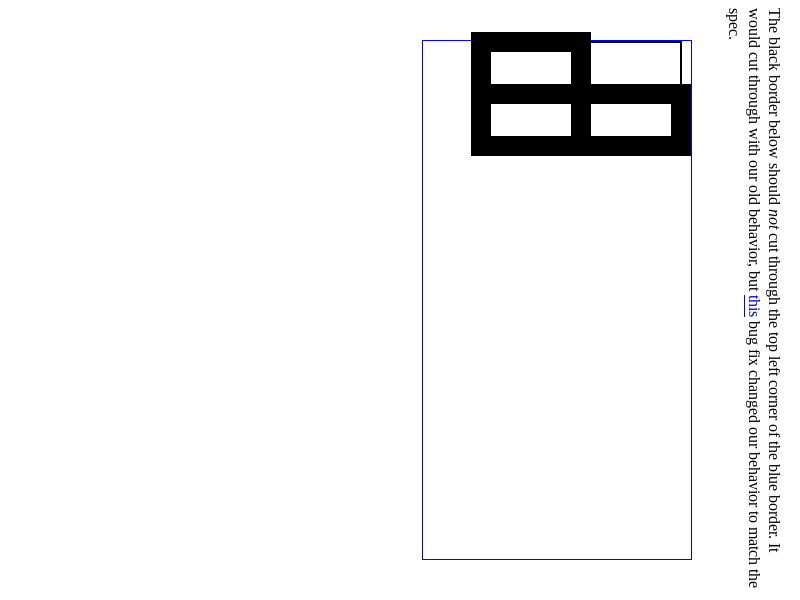 The black border below should not cut through the top left corner of the blue border. It
would cut through with our old behavior, but this bug fix changed our behavior to match the
spec.